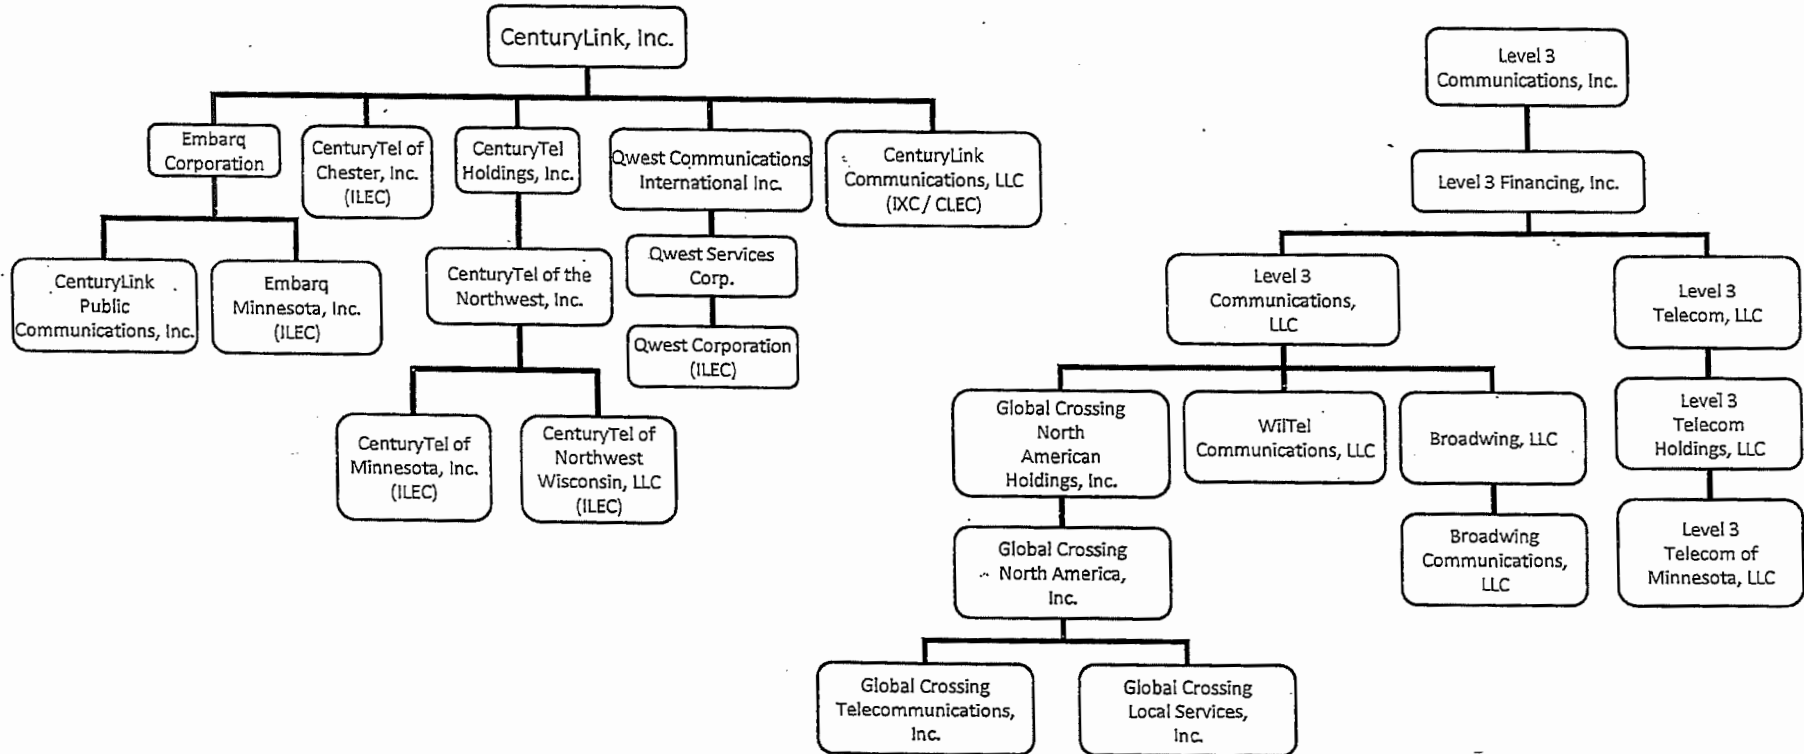 CenturyLink, Inc.
Embarq
Corporation
CenturyTel of
Chester, Inc.
(ILEC)
CenturyTel
Holdings, Inc.
Qwest Communications
International Inc.
CenturyLink
Communications, LLC
(IXC / CLEC)
CenturyLink
Public
Communications, Inc.
Embarq
Minnesota, Inc.
(ILEC)
CenturyTel of the
Northwest, Inc.
Qwest Services
Corp.
Qwest Corporation
(ILEC)
CenturyTel of
Minnesota, Inc.
(ILEC)
CenturyTel of
Northwest
Wisconsin, LLC
(ILEC)
Level 3
Communications, Inc.
Level 3 Financing, Inc.
Level 3
Communications,
LLC
Level 3
Telecom, LLC
Global Crossing
North
American
Holdings, Inc.
WilTel
Communications, LLC
Broadwing, LLC
Level 3
Telecom
Holdings, LLC
Global Crossing
North America,
Inc.
Broadwing
Communications,
LLC
Level 3
Telecom of
Minnesota, LLC
Global Crossing
Telecommunications,
Inc.
Global Crossing
Local Services,
Inc.